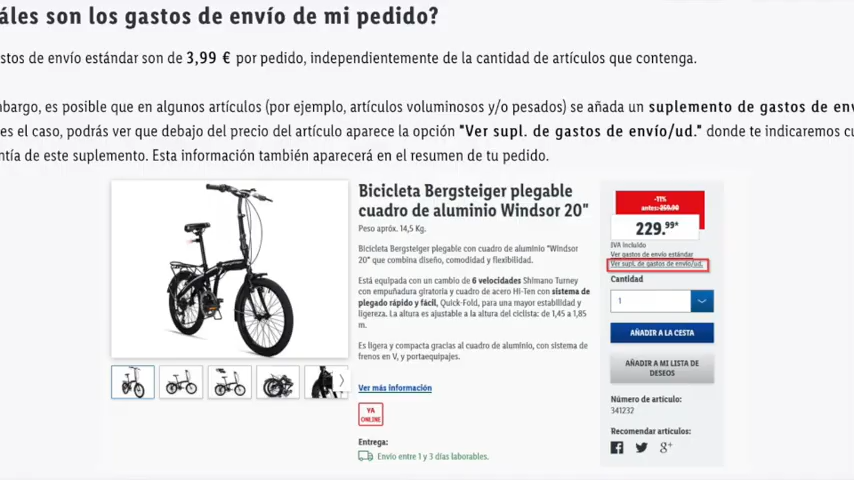 áles son los gastos de envío de mi pedido?
stos de envío estándar son de 3,99 € por pedido, independientemente de la cantidad de artículos que contenga.
mbargo, es posible que en algunos artículos (por ejemplo, artículos voluminosos y/o pesados) se añada un suplemento de gastos de env
es el caso, podrás ver que debajo del precio del artículo aparece la opción "Ver supl. de gastos de envío/ud." donde te indicaremos cu
ntía de este suplemento. Esta información también aparecerá en el resumen de tu pedido.
Bicicleta Bergsteiger plegable
cuadro de aluminio Windsor 20"
Peso apróx. 14,5 Kg.
Bicicleta Bergsteiger plegable con cuadro de aluminio "Windsor
20" que combina diseño, comodidad y flexibilidad.
Está equipada con un cambio de 6 velocidades Shimano Turney
con empuñadura giratoria y cuadro de acero Hi-Ten con sistema de
plegado rápido y fácil, Quick-Fold, para una mayor estabilidad y
ligereza. La altura es ajustable a la altura del ciclista: de 1,45 a 1,85
m.
Es ligera y compacta gracias al cuadro de aluminio, con sistema de
frenos en V, y portaequipajes.
Ver más información
YA
ONLINE
Entrega:
Envío entre 1 y 3 días laborables.
-11%
antes: 259.90
229.99*
IVA incluido
Ver gastos de envío estándar
Ver supl. de gastos de envío/ud.
Cantidad
1
AÑADIR A LA CESTA
AÑADIR A MI LISTA DE
DESEOS
Número de artículo:
341232
Recomendar artículos:
g+